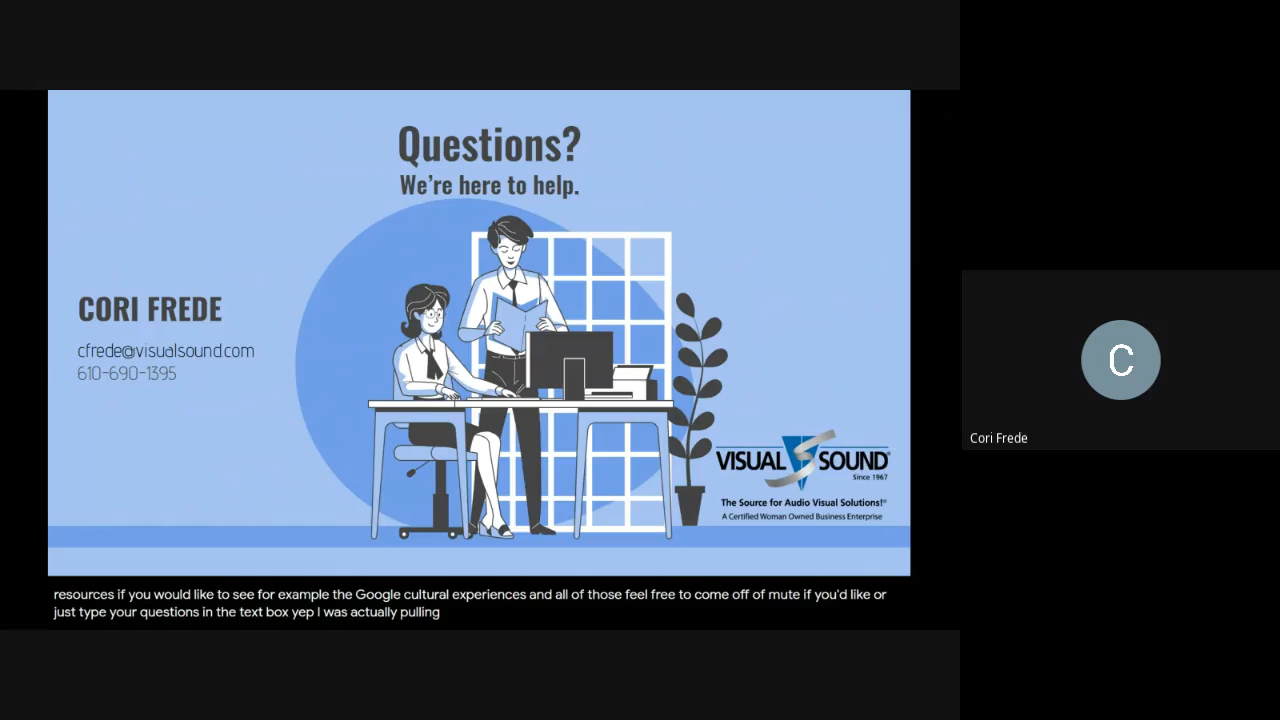 Questions?
We're here to help.
CORI FREDE
cfrede@visualsound.com
610-690-1395
VISUAL SOUND®
Since 1967
The Source for Audio Visual Solutions!®
A Certified Woman Owned Business Enterprise
resources if you would like to see for example the Google cultural experiences and all of those feel free to come off of mute if you'd like or
just type your questions in the text box yep I was actually pulling
C
Cori Frede